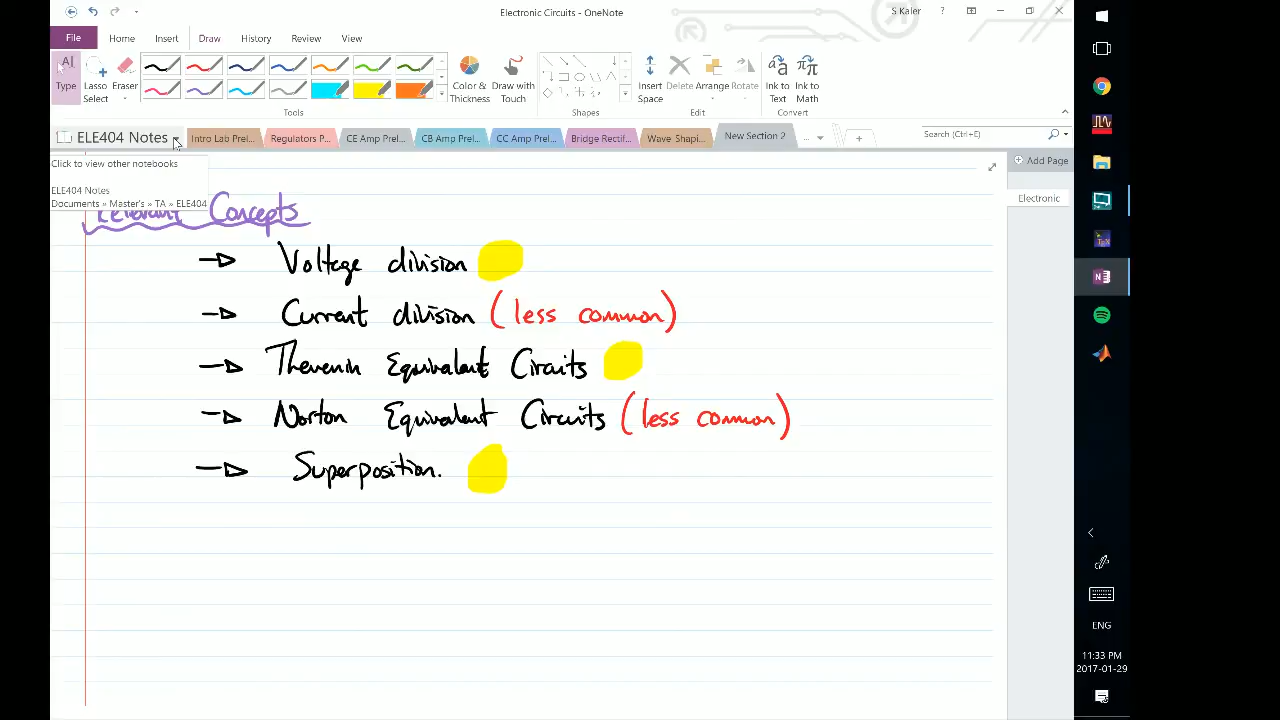 Electronic Circuits - OneNote
S Kaler
?
File
Home
Insert
Draw
History
Review
View
Type
Lasso Select
Eraser
Color & Thickness
Draw with Touch
Insert Space
Delete
Arrange
Rotate
Ink to Text
Ink to Math
Tools
Shapes
Edit
Convert
ELE404 Notes
Intro Lab Prel...
Regulators P...
CE Amp Prel...
CB Amp Prel...
CC Amp Prel...
Bridge Rectif...
Wave Shapi...
New Section 2
...
Search (Ctrl+E)
Click to view other notebooks
ELE404 Notes
Documents » Master's » TA » ELE404
Add Page
Electronic
Relevant Concepts
Voltage division
Current division (less common)
Thevenin Equivalent Circuits
Norton Equivalent Circuits (less common)
Superposition.
ENG
11:33 PM
2017-01-29